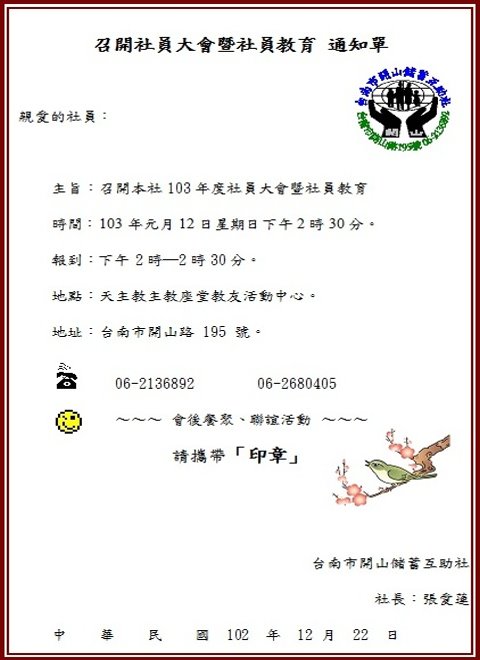 召開社員大會暨社員教育 通知單
台南市開山儲蓄互助社
開 山
台南市開山路195號 06-2136892
親愛的社員：
主旨：召開本社 103 年度社員大會暨社員教育
時間：103 年元月 12 日星期日下午 2 時 30 分。
報到：下午 2 時—2 時 30 分。
地點：天主教主教座堂教友活動中心。
地址：台南市開山路 195 號。
06-2136892 06-2680405
～～～ 會後餐聚、聯誼活動 ～～～
請攜帶「印章」
台南市開山儲蓄互助社
社長：張愛蓮
中 華 民 國 102 年 12 月 22 日